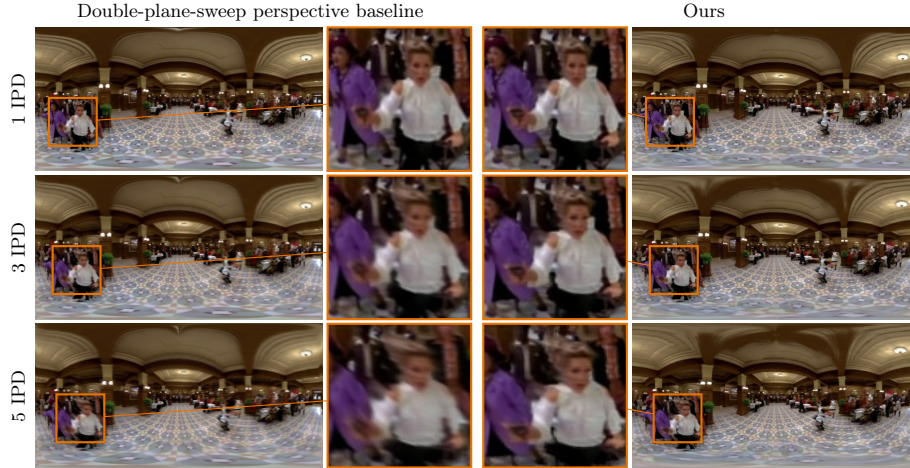 Double-plane-sweep perspective baseline
Ours
1 IPD
3 IPD
5 IPD